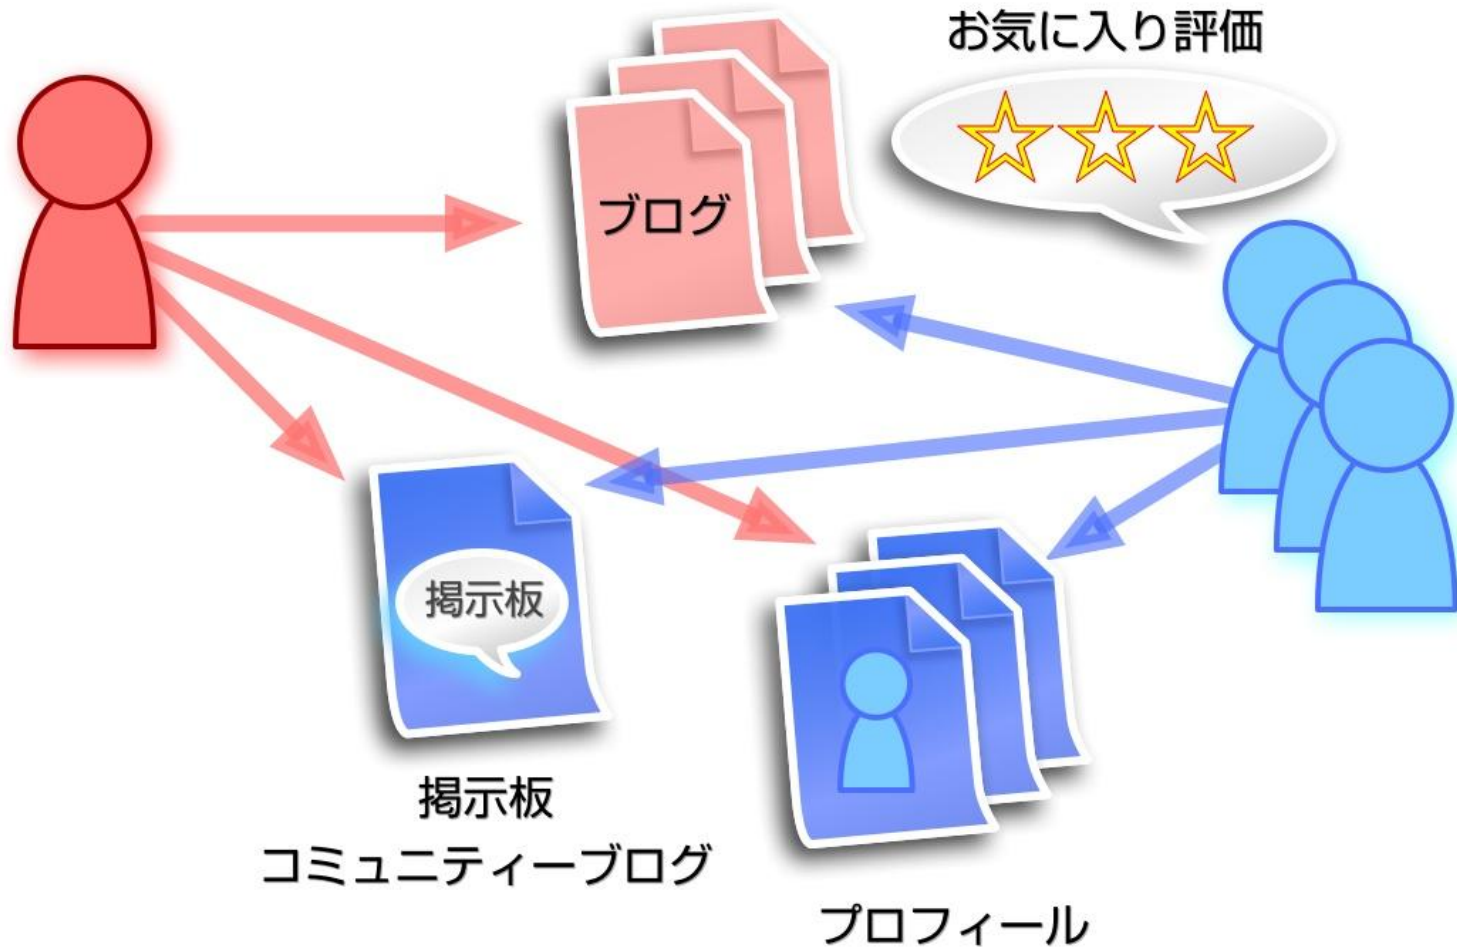 お気に入り評価
ブログ
掲示板
掲示板
コミュニティーブログ
プロフィール